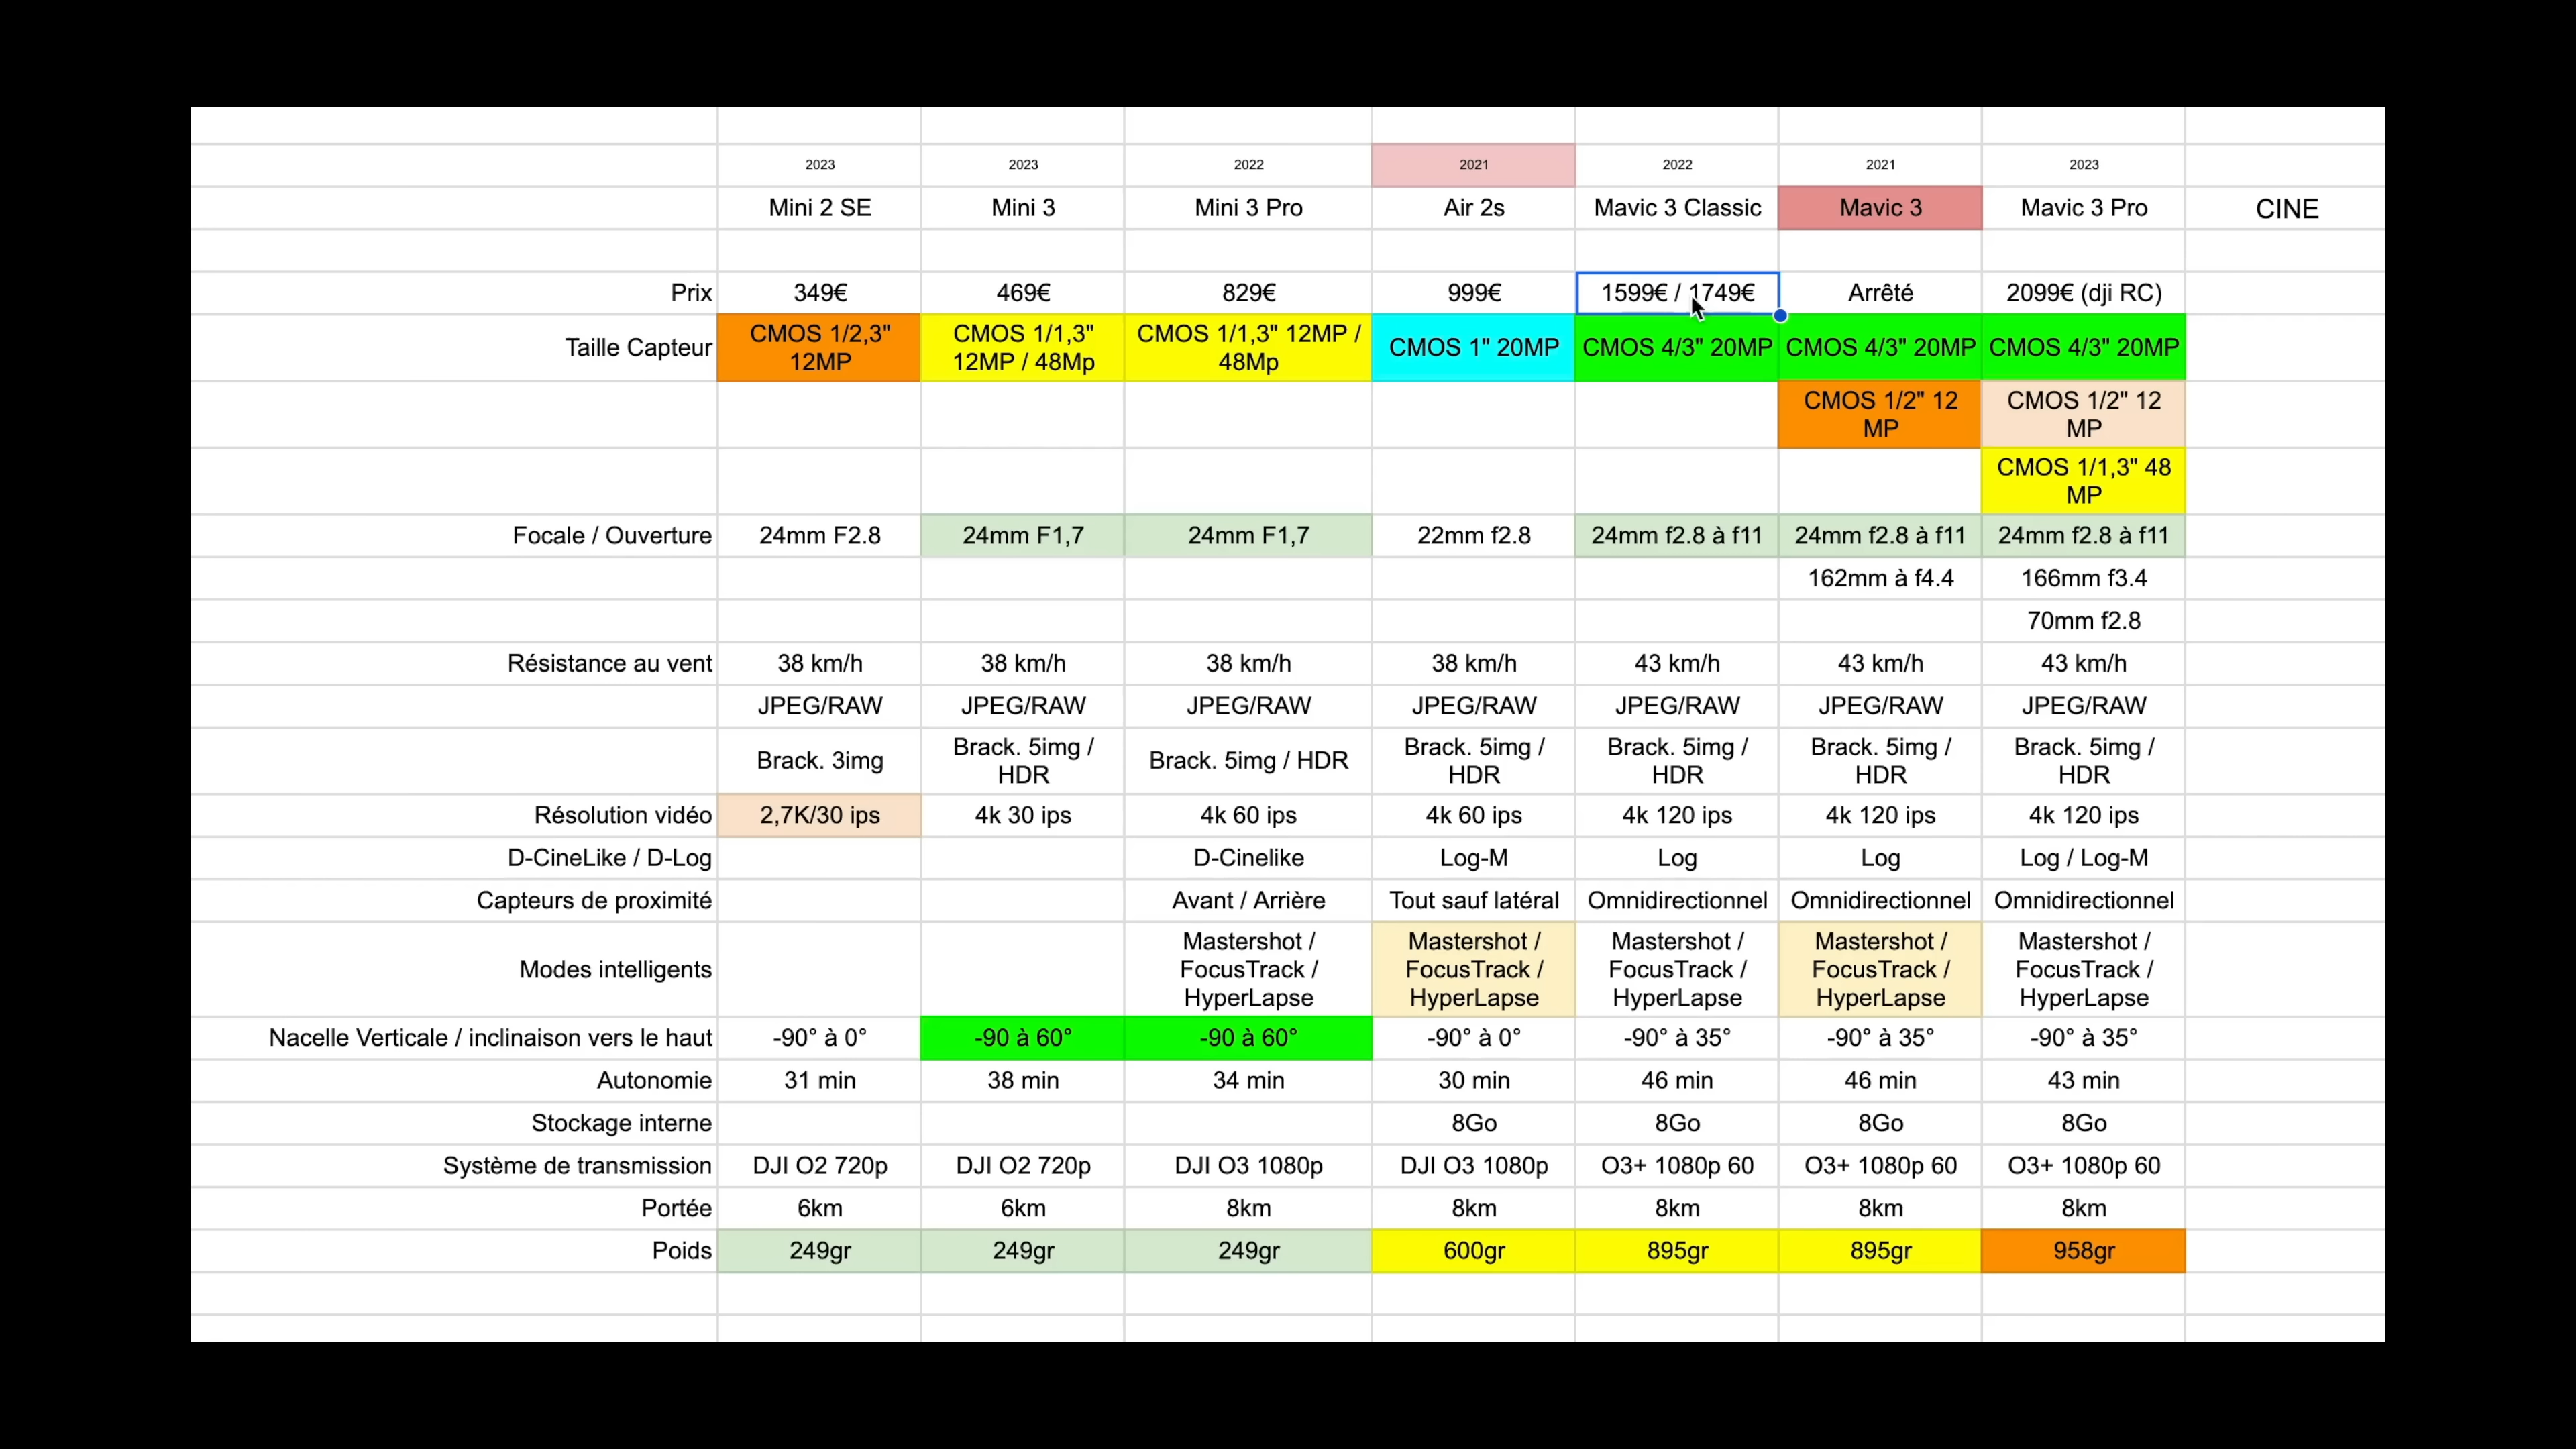 2023 2023 2022 2021 2022 2021 2023
Mini 2 SE Mini 3 Mini 3 Pro Air 2s Mavic 3 Classic Mavic 3 Mavic 3 Pro CINE
Prix 349€ 469€ 829€ 999€ 1599€ / 1749€ Arrêté 2099€ (dji RC)
Taille Capteur CMOS 1/2,3" 12MP CMOS 1/1,3" 12MP / 48Mp CMOS 1/1,3" 12MP / 48Mp CMOS 1" 20MP CMOS 4/3" 20MP CMOS 4/3" 20MP CMOS 4/3" 20MP
CMOS 1/2" 12 MP CMOS 1/2" 12 MP
CMOS 1/1,3" 48 MP
Focale / Ouverture 24mm F2.8 24mm F1,7 24mm F1,7 22mm f2.8 24mm f2.8 à f11 24mm f2.8 à f11 24mm f2.8 à f11
162mm à f4.4 166mm f3.4
70mm f2.8
Résistance au vent 38 km/h 38 km/h 38 km/h 38 km/h 43 km/h 43 km/h 43 km/h
JPEG/RAW JPEG/RAW JPEG/RAW JPEG/RAW JPEG/RAW JPEG/RAW JPEG/RAW
Brack. 3img Brack. 5img / HDR Brack. 5img / HDR Brack. 5img / HDR Brack. 5img / HDR Brack. 5img / HDR Brack. 5img / HDR
Résolution vidéo 2,7K/30 ips 4k 30 ips 4k 60 ips 4k 60 ips 4k 120 ips 4k 120 ips 4k 120 ips
D-CineLike / D-Log D-Cinelike Log-M Log Log Log / Log-M
Capteurs de proximité Avant / Arrière Tout sauf latéral Omnidirectionnel Omnidirectionnel Omnidirectionnel
Modes intelligents Mastershot / FocusTrack / HyperLapse Mastershot / FocusTrack / HyperLapse Mastershot / FocusTrack / HyperLapse Mastershot / FocusTrack / HyperLapse Mastershot / FocusTrack / HyperLapse
Nacelle Verticale / inclinaison vers le haut -90° à 0° -90 à 60° -90 à 60° -90° à 0° -90° à 35° -90° à 35° -90° à 35°
Autonomie 31 min 38 min 34 min 30 min 46 min 46 min 43 min
Stockage interne 8Go 8Go 8Go 8Go
Système de transmission DJI O2 720p DJI O2 720p DJI O3 1080p DJI O3 1080p O3+ 1080p 60 O3+ 1080p 60 O3+ 1080p 60
Portée 6km 6km 8km 8km 8km 8km 8km
Poids 249gr 249gr 249gr 600gr 895gr 895gr 958gr